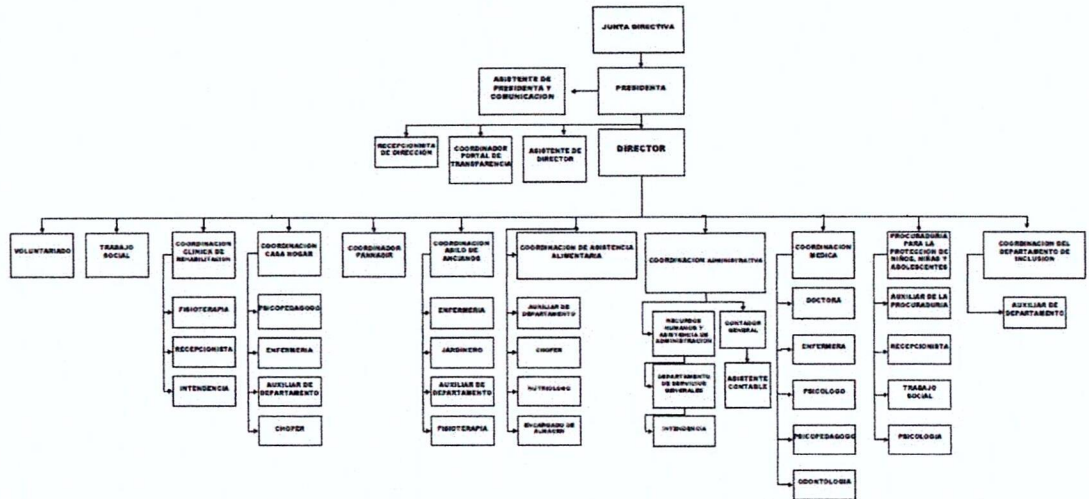 JUNTA DIRECTIVA
ASISTENTE DE
PRESIDENTA Y
COMUNICACION
PRESIDENTA
RECEPCIONISTA
DE DIRECCION
COORDINADOR
PORTAL DE
TRANSPARENCIA
ASISTENTE DE
DIRECTOR
DIRECTOR
VOLUNTARIADO
TRABAJO
SOCIAL
COORDINACION
CLINICA DE
REHABILITACION
FISIOTERAPIA
RECEPCIONISTA
INTENDENCIA
COORDINACION
CASA HOGAR
PSICOPEDAGOGO
ENFERMERIA
AUXILIAR DE
DEPARTAMENTO
CHOFER
COORDINADOR
PANNADIF
COORDINACION
ASILO DE
ANCIANOS
ENFERMERIA
JARDINERO
AUXILIAR DE
DEPARTAMENTO
FISIOTERAPIA
COORDINACION DE ASISTENCIA
ALIMENTARIA
AUXILIAR DE
DEPARTAMENTO
CHOFER
NUTRIOLOGO
ENCARGADO DE
ALMACEN
COORDINACION ADMINISTRATIVA
RECURSOS
HUMANOS Y
ASISTENCIA DE
ADMINISTRACION
DEPARTAMENTO
DE SERVICIOS
GENERALES
INTENDENCIA
CONTADOR
GENERAL
ASISTENTE
CONTABLE
COORDINACION
MEDICA
DOCTORA
ENFERMERA
PSICOLOGO
PSICOPEDAGOGO
ODONTOLOGIA
PROCURADURIA
PARA LA
PROTECCION DE
NIÑOS, NIÑAS Y
ADOLESCENTES
AUXILIAR DE LA
PROCURADURIA
RECEPCIONISTA
TRABAJO
SOCIAL
PSICOLOGIA
COORDINACION DEL
DEPARTAMENTO DE
INCLUSION
AUXILIAR DE
DEPARTAMENTO